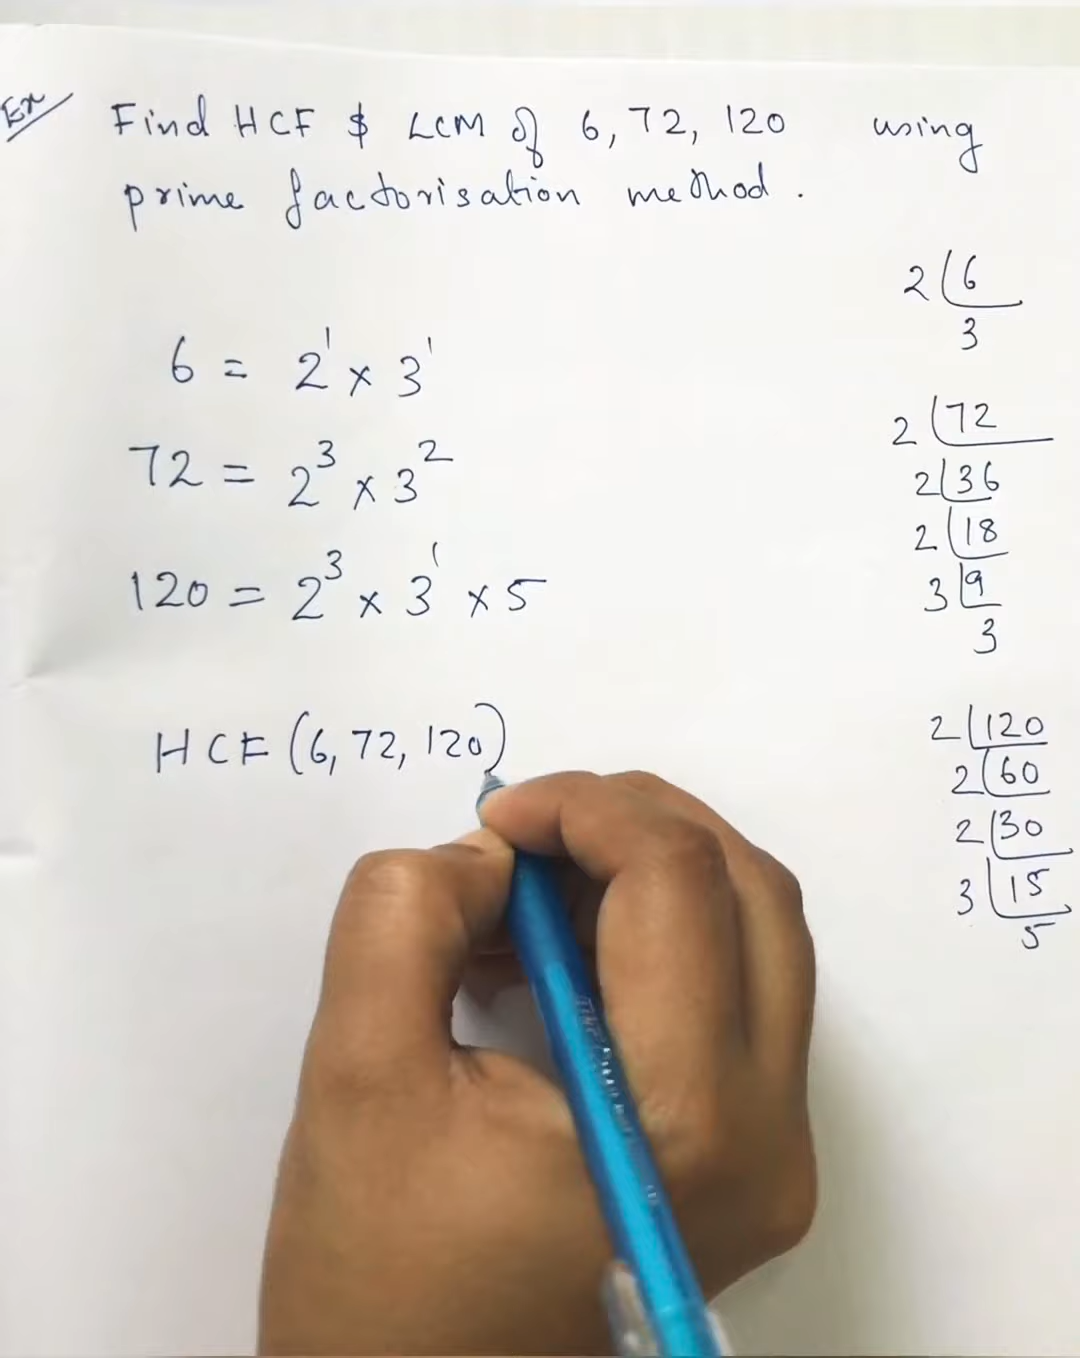 Ex
Find HCF & LCM of 6, 72, 120 using
prime factorisation method.
6 = 2¹ × 3¹
72 = 2³ × 3²
120 = 2³ × 3¹ × 5
HCF (6, 72, 120)
2 | 6
3
2 | 72
2 | 36
2 | 18
3 | 9
3
2 | 120
2 | 60
2 | 30
3 | 15
5